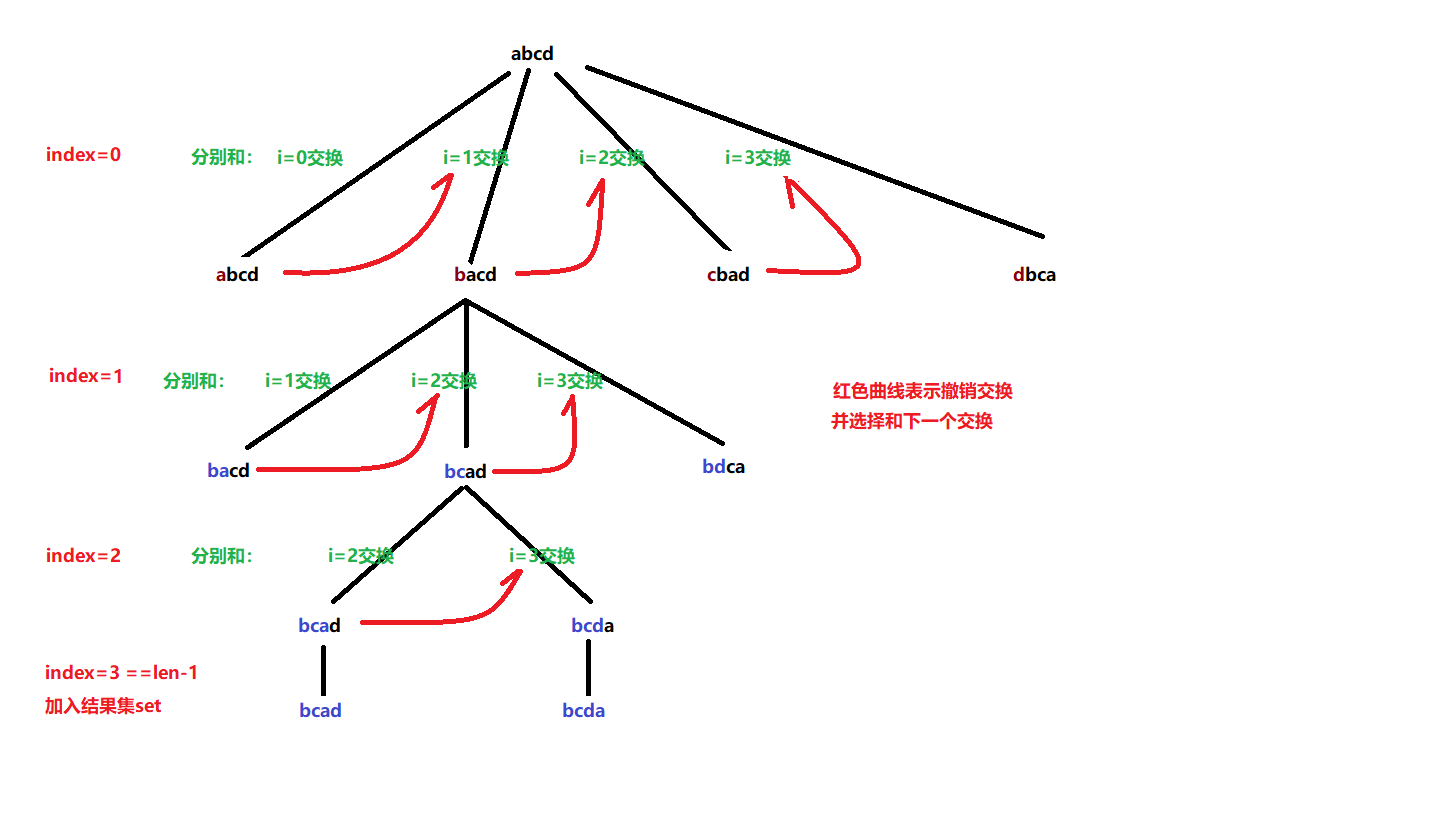 abcd
index=0 分别和: i=0交换 i=1交换 i=2交换 i=3交换
abcd bacd cbad dbca
index=1 分别和: i=1交换 i=2交换 i=3交换
红色曲线表示撤销交换
并选择和下一个交换
bacd bcad bdca
index=2 分别和: i=2交换 i=3交换
bcad bcda
index=3 ==len-1
加入结果集set
bcad bcda